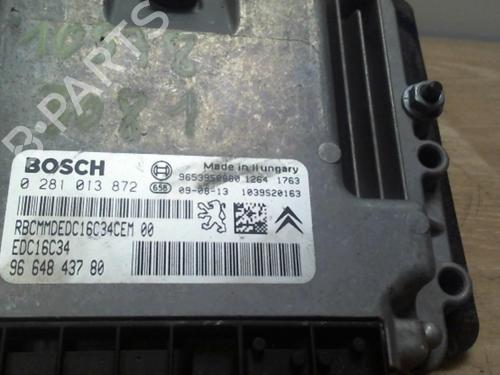 BOSCH
0 281 013 872
658
Made in Hungary
9653958980 1264 1763
09-08-13 1039S20163
RBCMMDEDC16C34CEM 00
EDC16C34
96 648 437 80